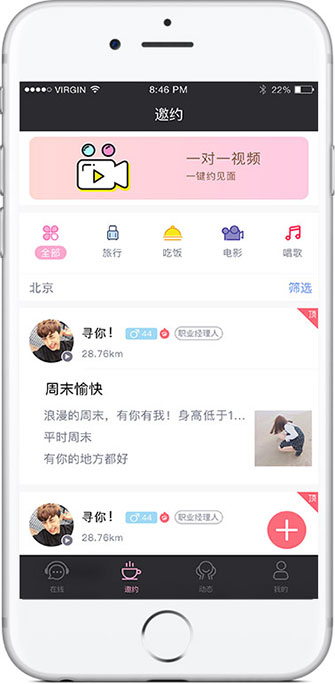 VIRGIN
8:46 PM
22%
邀约
一对一视频
一键约见面
全部
旅行
吃饭
电影
唱歌
北京
筛选
顶
寻你！
44
职业经理人
28.76km
周末愉快
浪漫的周末，有你有我！身高低于1...
平时周末
有你的地方都好
顶
寻你！
44
职业经理人
28.76km
在线
邀约
动态
我的